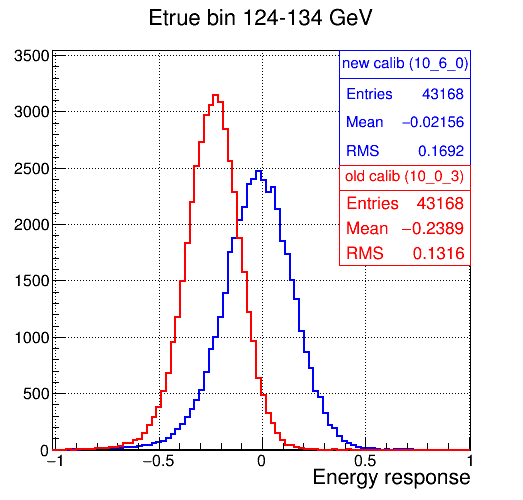 Etrue bin 124-134 GeV
new calib (10_6_0)
Entries 43168
Mean −0.02156
RMS 0.1692
old calib (10_0_3)
Entries 43168
Mean −0.2389
RMS 0.1316
3500
3000
2500
2000
1500
1000
500
0
−1 −0.5 0 0.5 1
Energy response